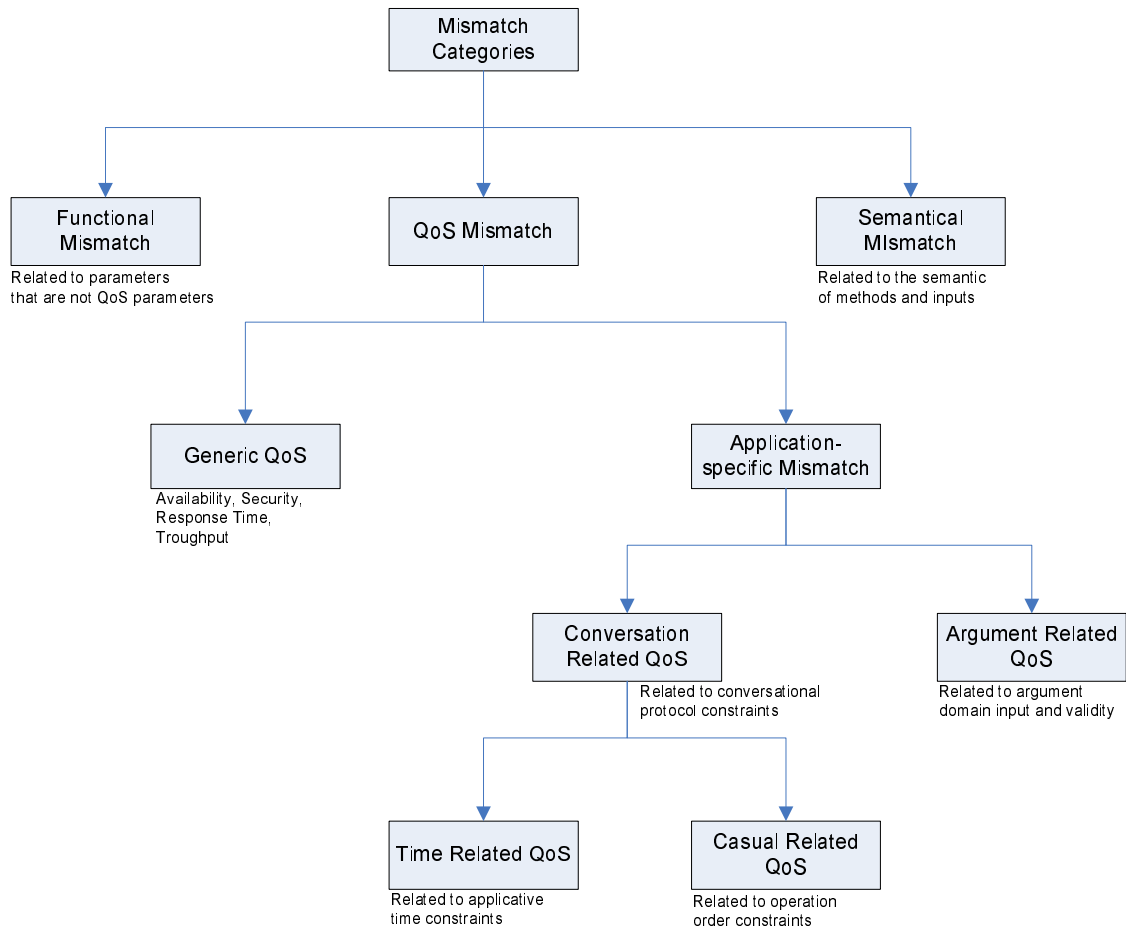 Mismatch
Categories
Functional
Mismatch
Related to parameters
that are not QoS parameters
QoS Mismatch
Semantical
MIsmatch
Related to the semantic
of methods and inputs
Generic QoS
Availability, Security,
Response Time,
Troughput
Application-
specific Mismatch
Conversation
Related QoS
Related to conversational
protocol constraints
Argument Related
QoS
Related to argument
domain input and validity
Time Related QoS
Related to applicative
time constraints
Casual Related
QoS
Related to operation
order constraints